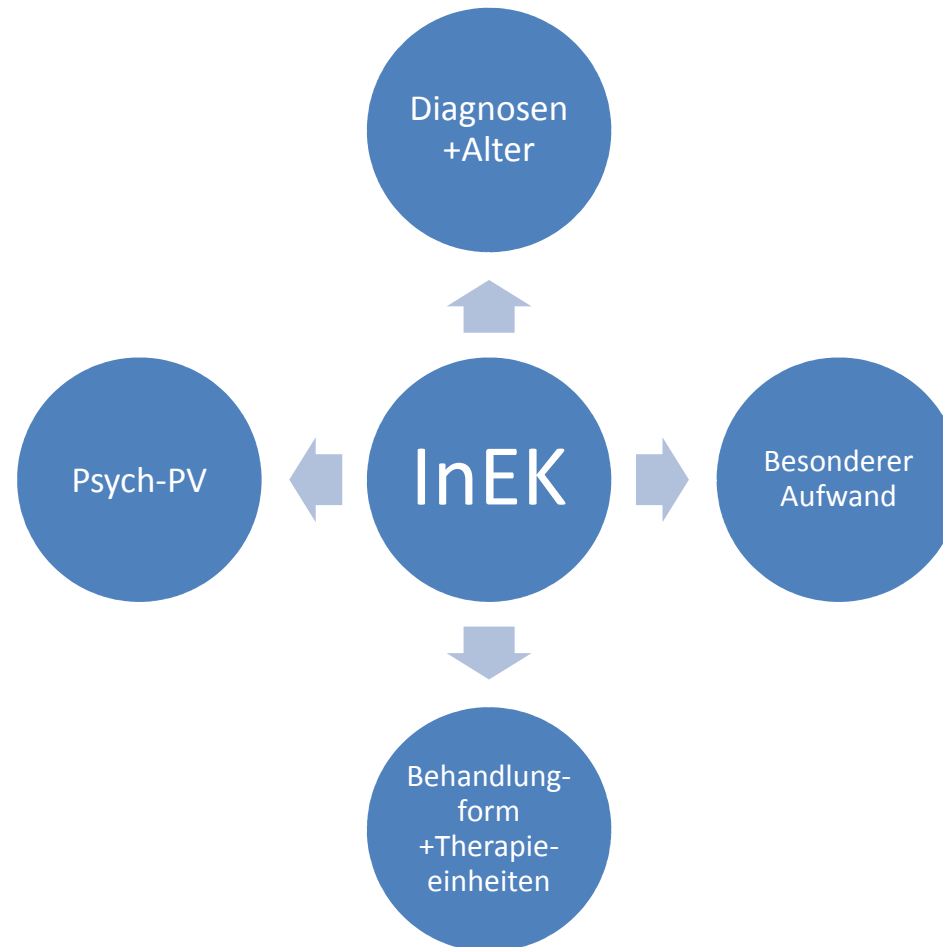 Diagnosen
+Alter
Psych-PV
InEK
Besonderer
Aufwand
Behandlung-
form
+Therapie-
einheiten